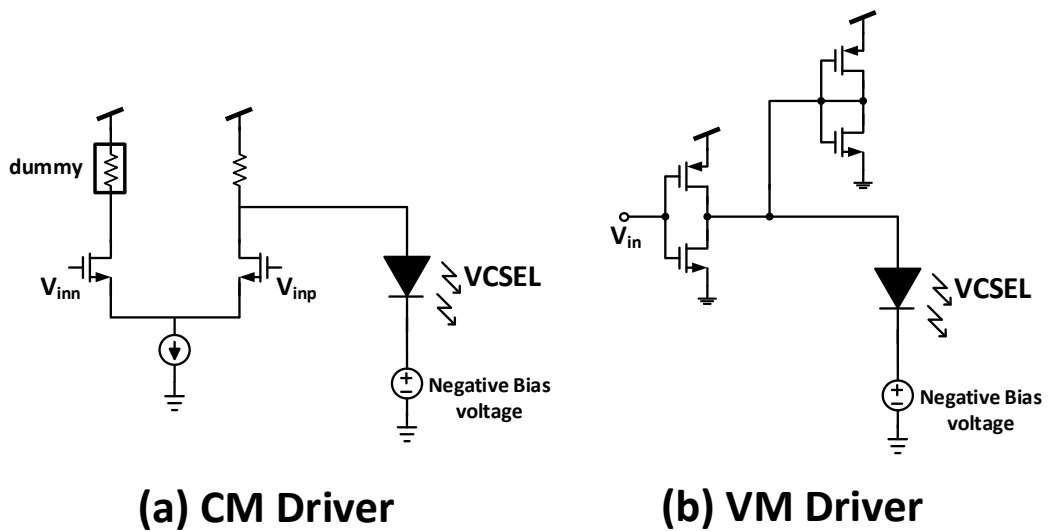 dummy
V_inn
V_inp
VCSEL
Negative Bias
voltage
(a) CM Driver
V_in
VCSEL
Negative Bias
voltage
(b) VM Driver